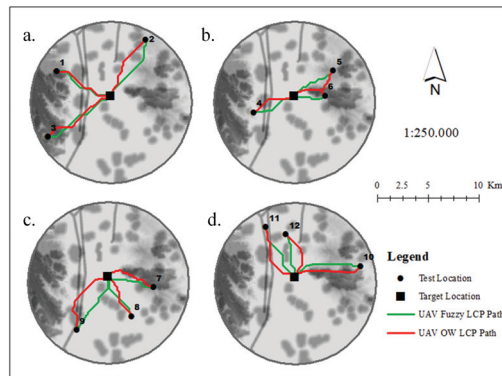 a.
1
2
3
b.
4
5
6
N
1:250.000
0 2.5 5 10 Km
c.
7
8
9
d.
10
11
12
Legend
Test Location
Target Location
UAV Fuzzy LCP Path
UAV OW LCP Path